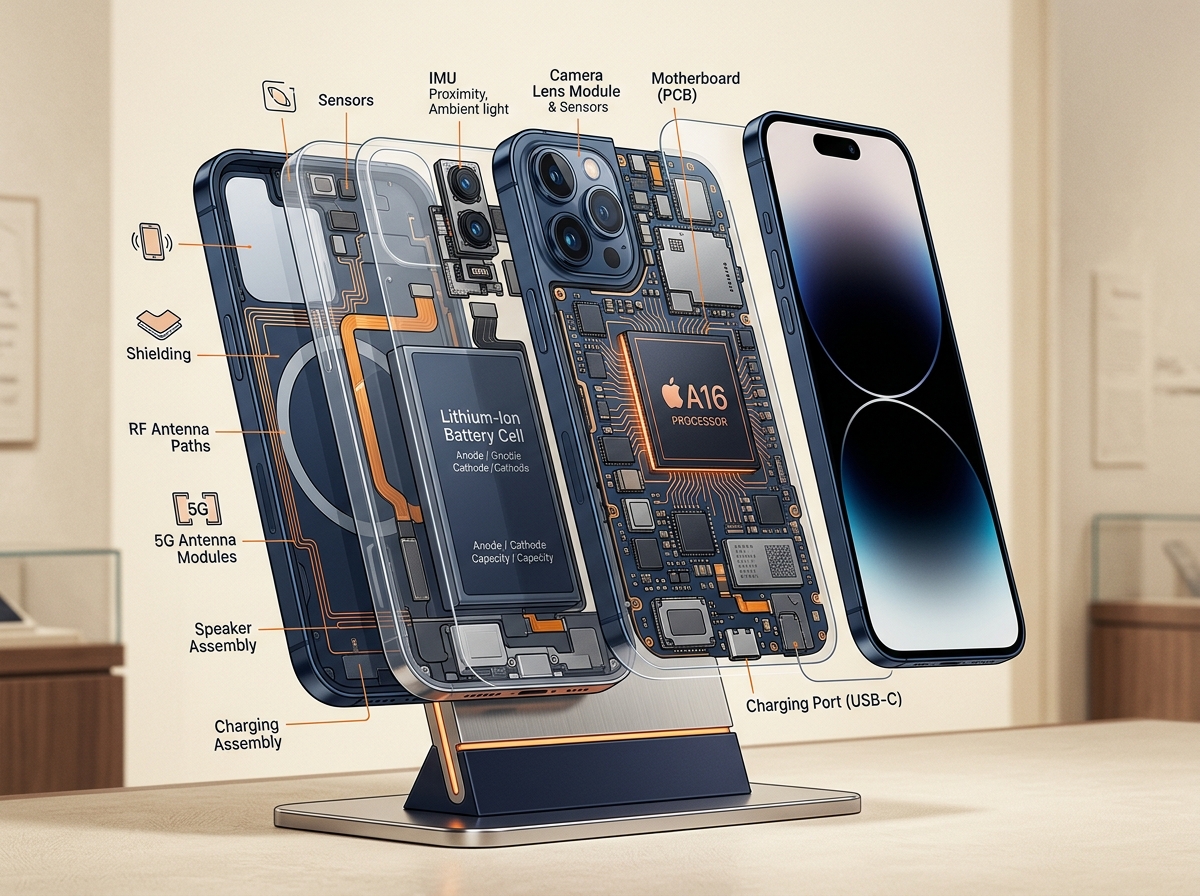 Sensors
IMU
Proximity,
Ambient light
Camera
Lens Module
& Sensors
Motherboard
(PCB)
Shielding
RF Antenna
Paths
5G
5G Antenna
Modules
Speaker
Assembly
Charging
Assembly
Lithium-Ion
Battery Cell
Anode / Gnotlie
Cathode / Cathods
Anode / Cathode
Capecity / Capecity
A16
PROCESSOR
Charging Port (USB-C)